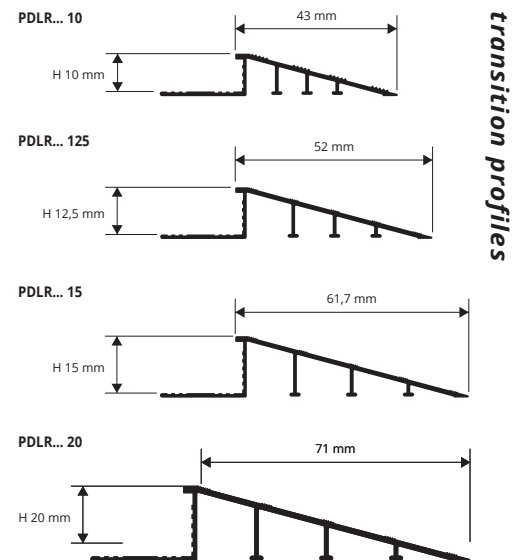 PDLR... 10
43 mm
H 10 mm
transition profiles
PDLR... 125
52 mm
H 12,5 mm
PDLR... 15
61,7 mm
H 15 mm
PDLR... 20
71 mm
H 20 mm